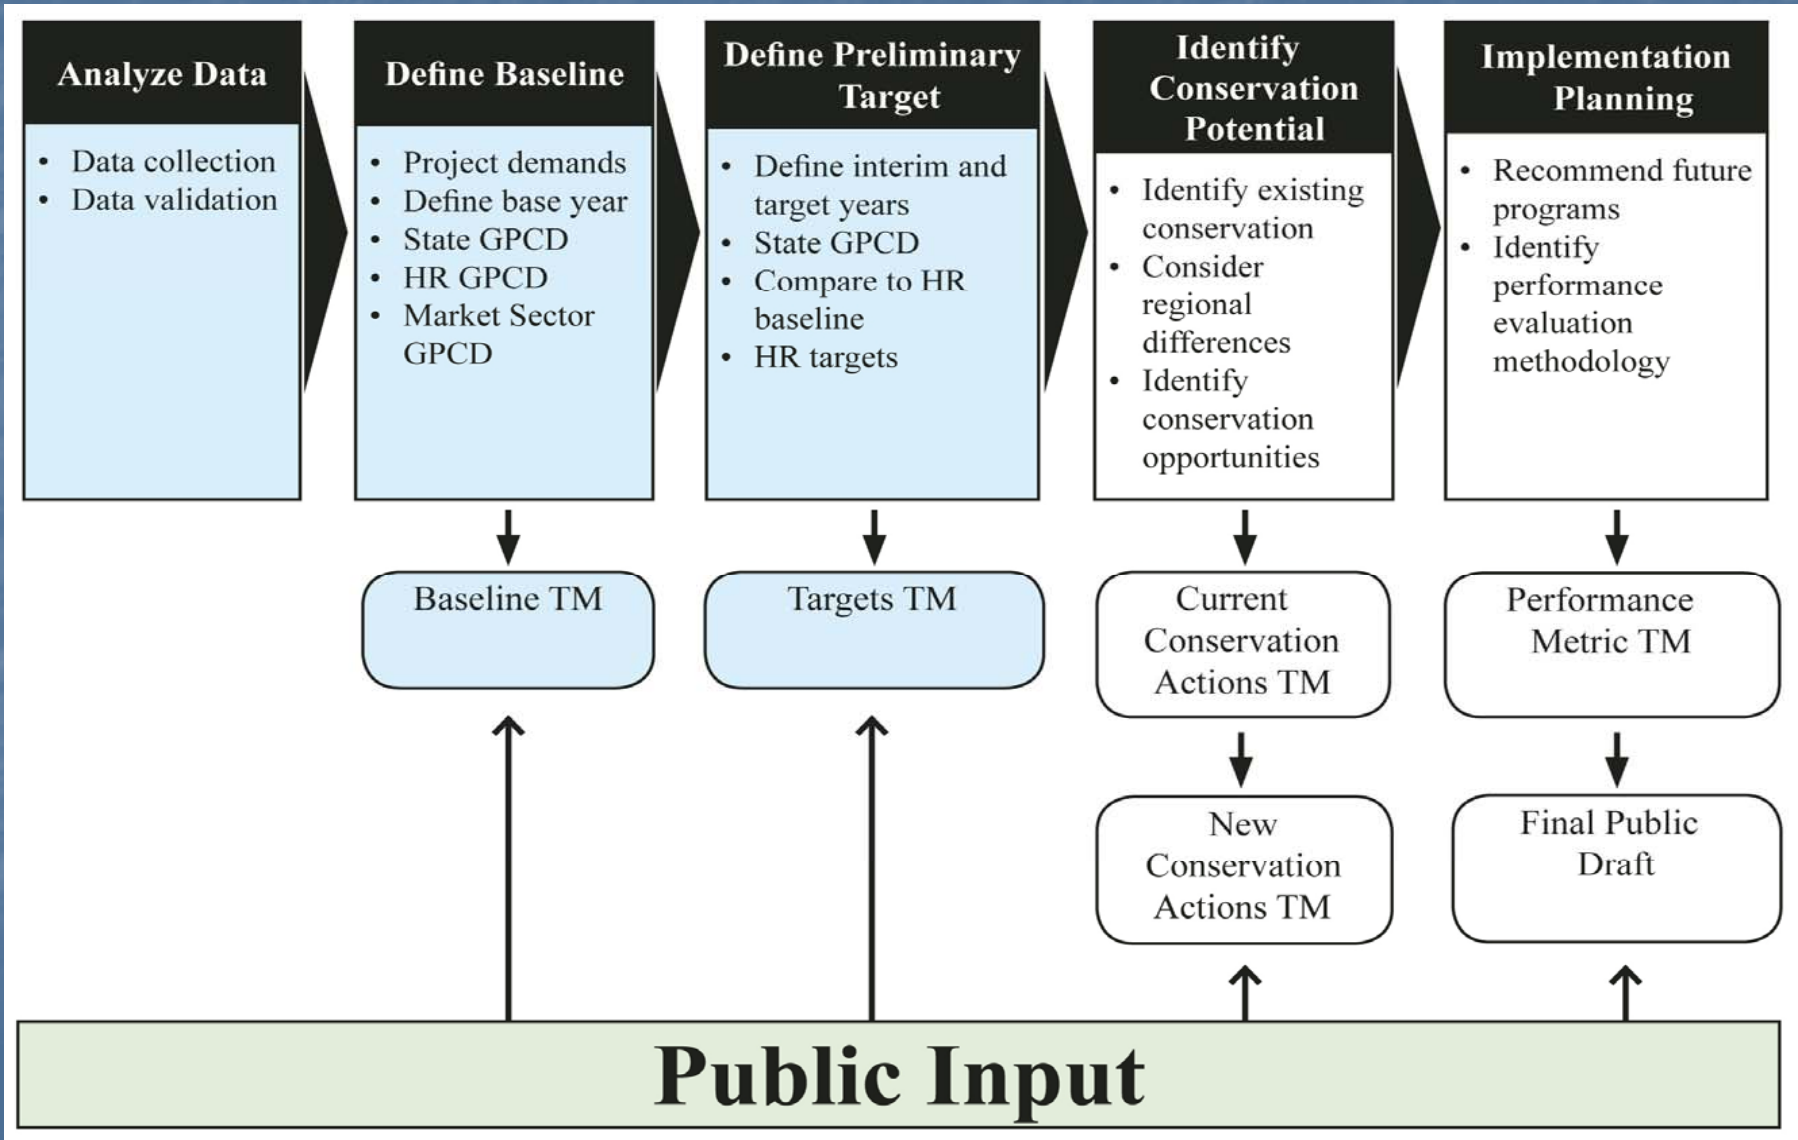 Analyze Data
• Data collection
• Data validation
Define Baseline
• Project demands
• Define base year
• State GPCD
• HR GPCD
• Market Sector
GPCD
Define Preliminary
Target
• Define interim and
target years
• State GPCD
• Compare to HR
baseline
• HR targets
Identify
Conservation
Potential
• Identify existing
conservation
• Consider
regional
differences
• Identify
conservation
opportunities
Implementation
Planning
• Recommend future
programs
• Identify
performance
evaluation
methodology
Baseline TM
Targets TM
Current
Conservation
Actions TM
Performance
Metric TM
New
Conservation
Actions TM
Final Public
Draft
Public Input